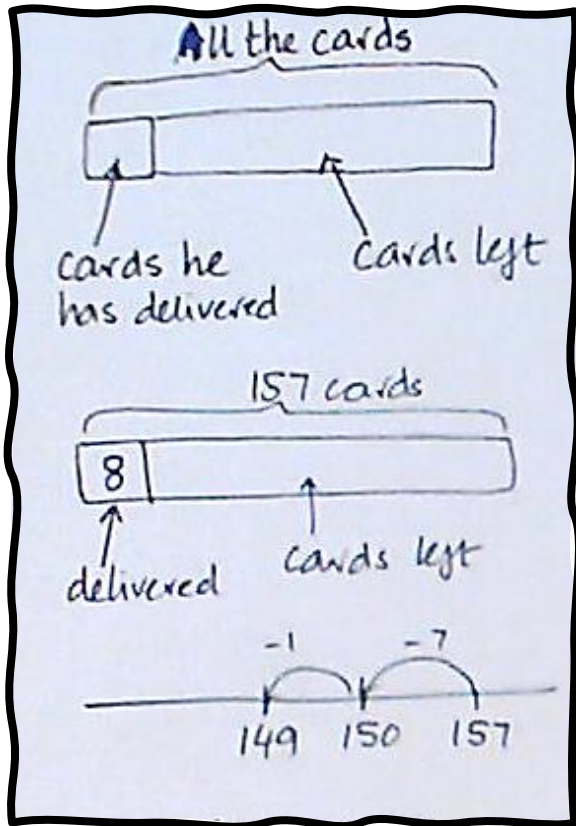 All the cards
cards he
has delivered
cards left
157 cards
8
delivered
cards left
-1
-7
149 150 157